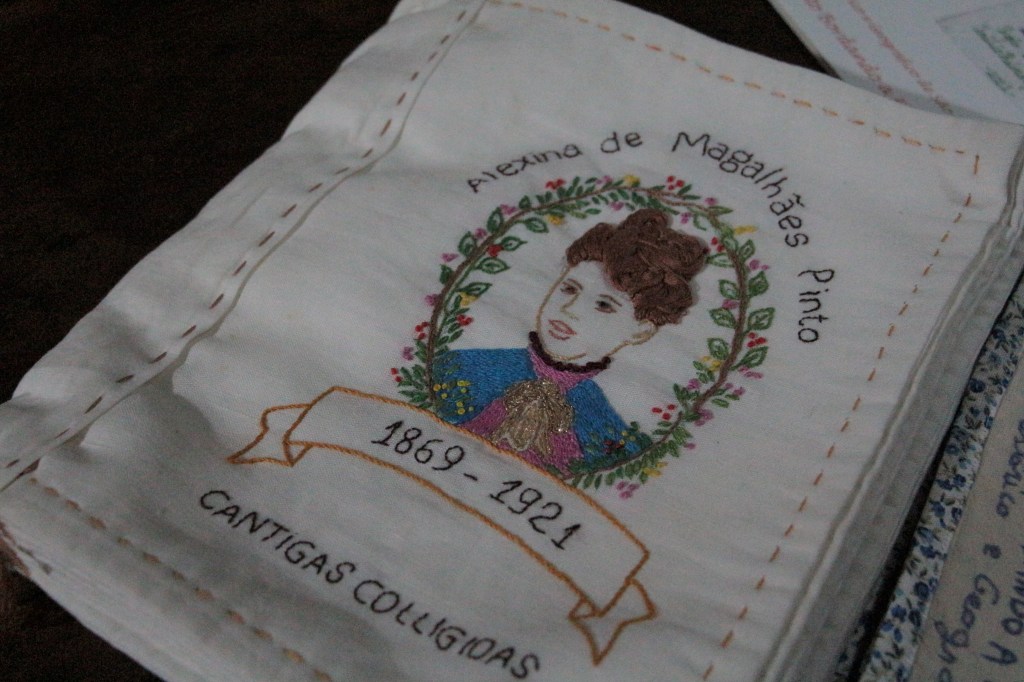 Alexina de Magalhães Pinto
1869 - 1921
CANTIGAS COLLIGIDAS